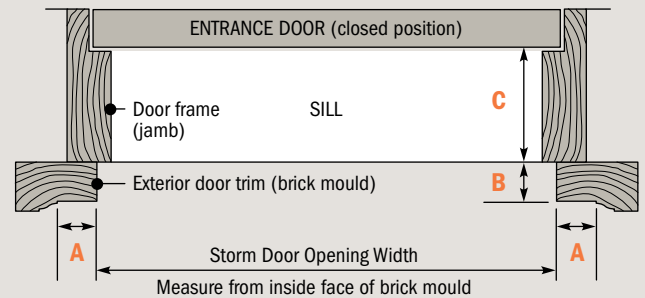 ENTRANCE DOOR (closed position)
C
Door frame
(jamb)
SILL
Exterior door trim (brick mould)
B
A
Storm Door Opening Width
A
Measure from inside face of brick mould